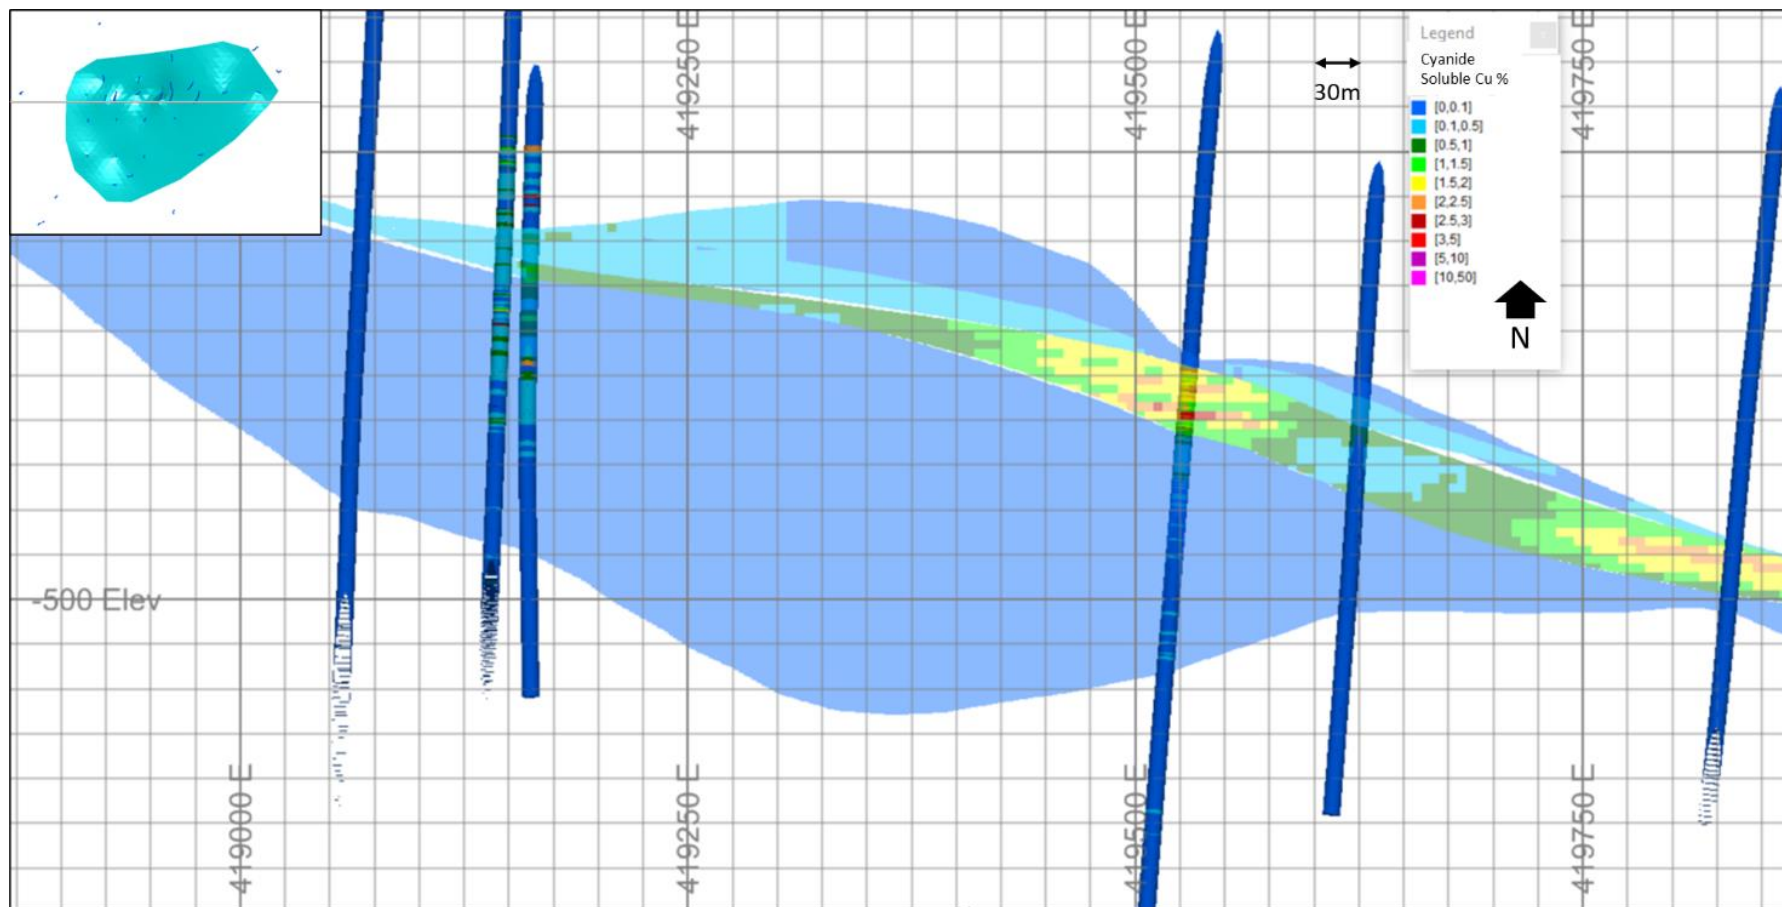 419250 E
419500 E
419750 E
30m
Legend
Cyanide
Soluble Cu %
[0,0.1]
[0.1,0.5]
[0.5,1]
[1,1.5]
[1.5,2]
[2,2.5]
[2.5,3]
[3,5]
[5,10]
[10,50]
N
-500 Elev
419000 E
419250 E
419500 E
419750 E